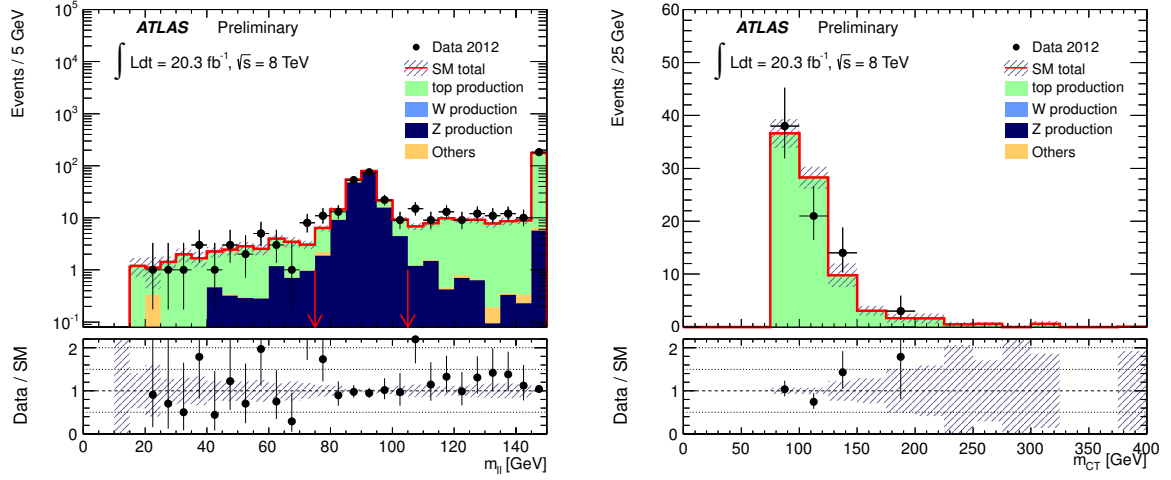 ATLAS Preliminary
∫ Ldt = 20.3 fb⁻¹, √s = 8 TeV
Data 2012
SM total
top production
W production
Z production
Others
Events / 5 GeV
10⁵
10⁴
10³
10²
10
1
10⁻¹
Data / SM
2
1
0
0 20 40 60 80 100 120 140
m_ll [GeV]
ATLAS Preliminary
∫ Ldt = 20.3 fb⁻¹, √s = 8 TeV
Data 2012
SM total
top production
W production
Z production
Others
Events / 25 GeV
60
50
40
30
20
10
0
Data / SM
2
1
0
0 50 100 150 200 250 300 350 400
m_CT [GeV]